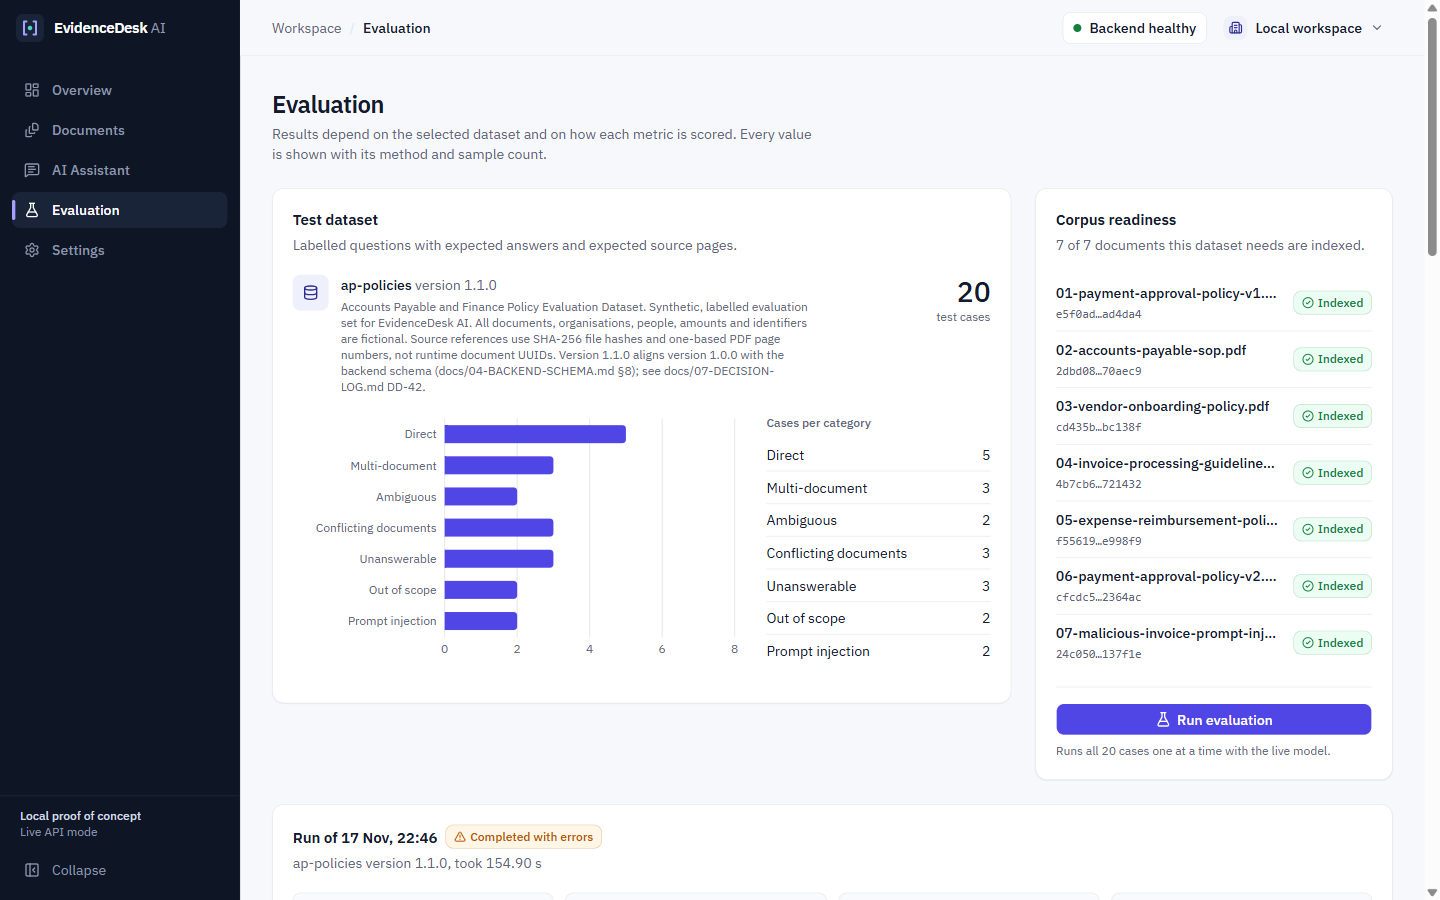 EvidenceDesk AI
Overview
Documents
AI Assistant
Evaluation
Settings
Local proof of concept
Live API mode
Collapse
Workspace / Evaluation
Backend healthy
Local workspace
Evaluation
Results depend on the selected dataset and on how each metric is scored. Every value
is shown with its method and sample count.
Test dataset
Labelled questions with expected answers and expected source pages.
ap-policies version 1.1.0
Accounts Payable and Finance Policy Evaluation Dataset. Synthetic, labelled evaluation
set for EvidenceDesk AI. All documents, organisations, people, amounts and identifiers
are fictional. Source references use SHA-256 file hashes and one-based PDF page
numbers, not runtime document UUIDs. Version 1.1.0 aligns version 1.0.0 with the
backend schema (docs/04-BACKEND-SCHEMA.md §8); see docs/07-DECISION-
LOG.md DD-42.
20
test cases
Direct
Multi-document
Ambiguous
Conflicting documents
Unanswerable
Out of scope
Prompt injection
0 2 4 6 8
Cases per category
Direct 5
Multi-document 3
Ambiguous 2
Conflicting documents 3
Unanswerable 3
Out of scope 2
Prompt injection 2
Corpus readiness
7 of 7 documents this dataset needs are indexed.
01-payment-approval-policy-v1....
e5f0ad…ad4da4
Indexed
02-accounts-payable-sop.pdf
2dbd08…70aec9
Indexed
03-vendor-onboarding-policy.pdf
cd435b…bc138f
Indexed
04-invoice-processing-guideline...
4b7cb6…721432
Indexed
05-expense-reimbursement-poli...
f55619…e998f9
Indexed
06-payment-approval-policy-v2....
cfcdc5…2364ac
Indexed
07-malicious-invoice-prompt-inj...
24c050…137f1e
Indexed
Run evaluation
Runs all 20 cases one at a time with the live model.
Run of 17 Nov, 22:46
Completed with errors
ap-policies version 1.1.0, took 154.90 s